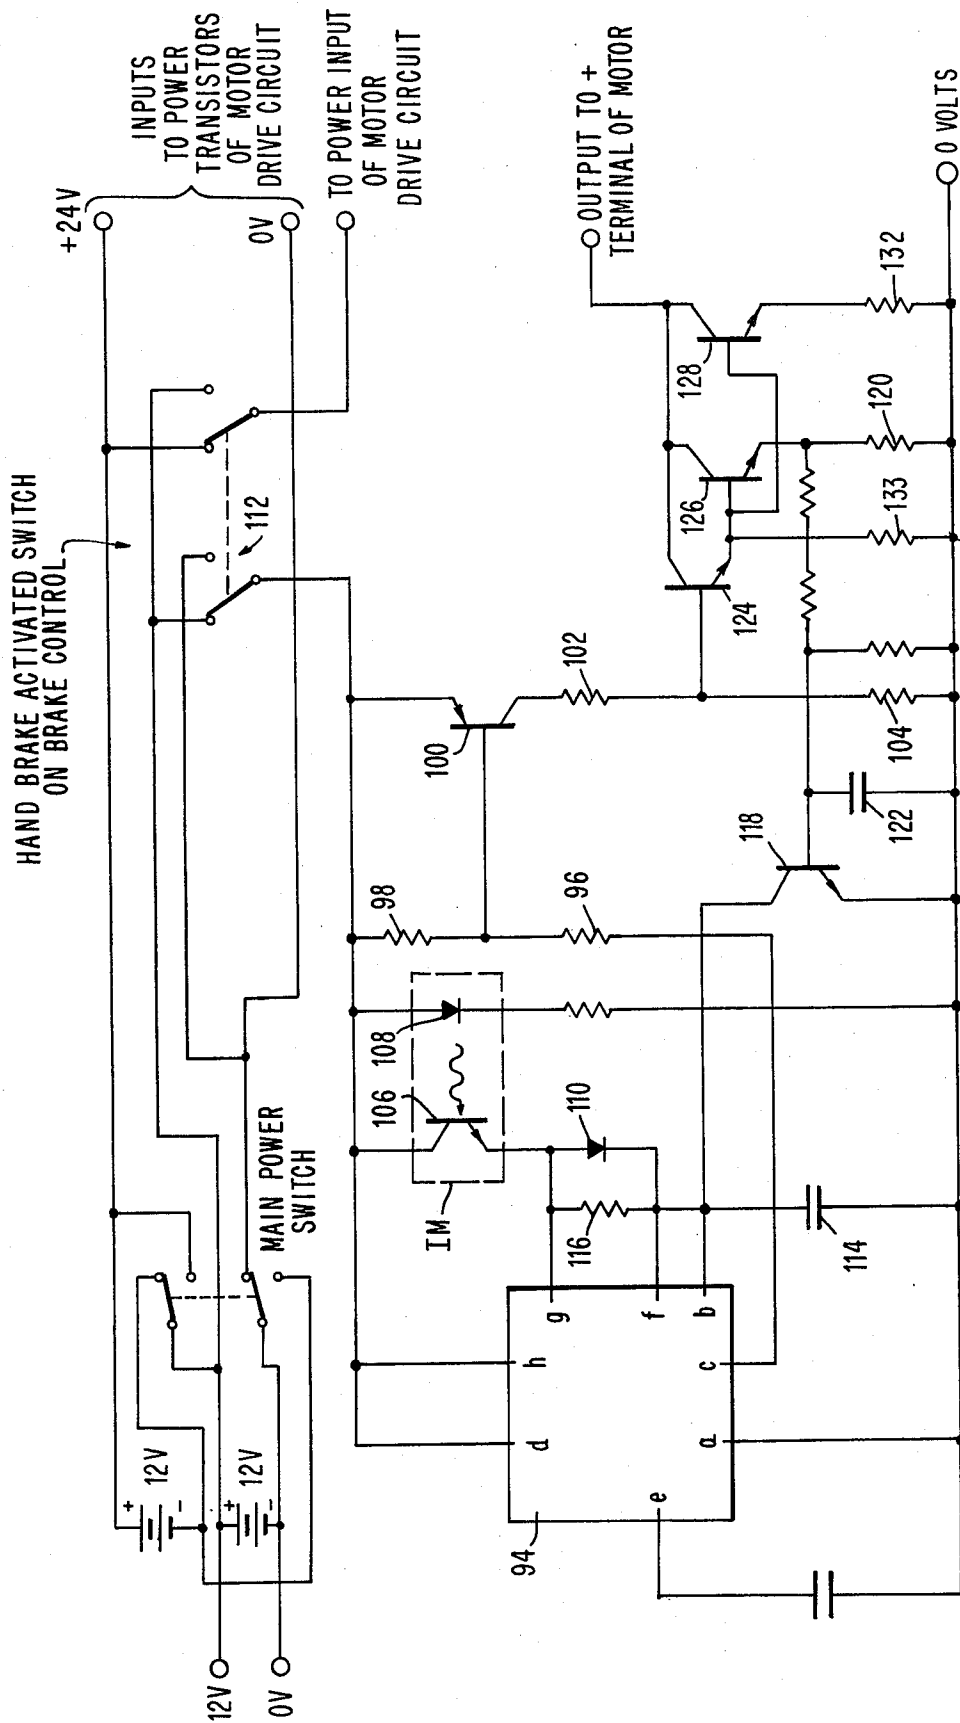 HAND BRAKE ACTIVATED SWITCH
ON BRAKE CONTROL
+24V
INPUTS
TO POWER
TRANSISTORS
OF MOTOR
DRIVE CIRCUIT
0V
TO POWER INPUT
OF MOTOR
DRIVE CIRCUIT
112
12V
+
-
12V
+
-
12V
0V
MAIN POWER
SWITCH
OUTPUT TO +
TERMINAL OF MOTOR
IM
106
108
98
96
100
102
124
126
128
110
116
114
118
122
104
133
120
132
94
d
h
g
f
b
c
a
e
0 VOLTS